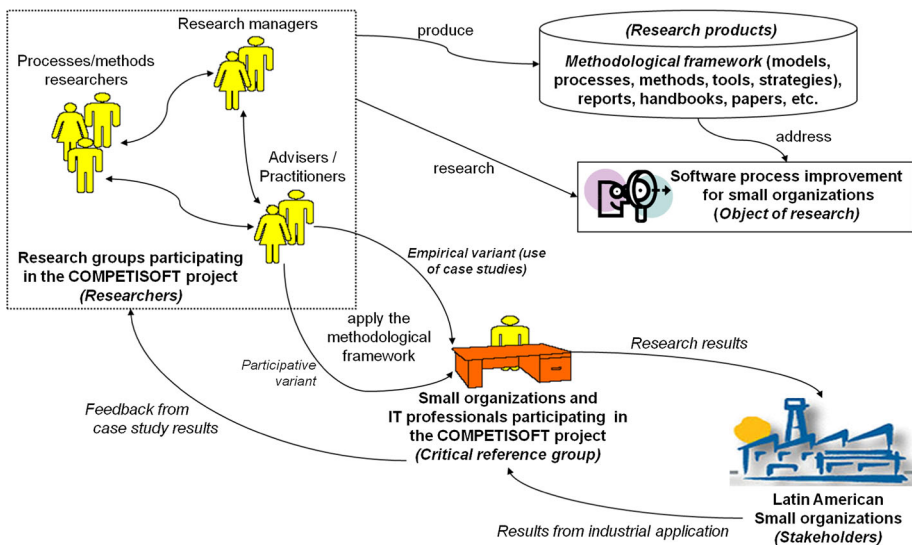 Research managers
Processes/methods
researchers
Advisers /
Practitioners
Research groups participating
in the COMPETISOFT project
(Researchers)
produce
(Research products)
Methodological framework (models,
processes, methods, tools, strategies),
reports, handbooks, papers, etc.
address
research
Software process improvement
for small organizations
(Object of research)
Empirical variant (use
of case studies)
apply the
methodological
framework
Participative
variant
Feedback from
case study results
Small organizations and
IT professionals participating in
the COMPETISOFT project
(Critical reference group)
Research results
Latin American
Small organizations
(Stakeholders)
Results from industrial application